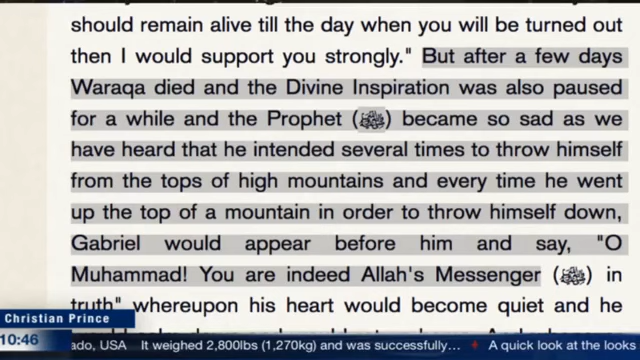 should remain alive till the day when you will be turned out
then I would support you strongly." But after a few days
Waraqa died and the Divine Inspiration was also paused
for a while and the Prophet (ﷺ) became so sad as we
have heard that he intended several times to throw himself
from the tops of high mountains and every time he went
up the top of a mountain in order to throw himself down,
Gabriel would appear before him and say, "O
Muhammad! You are indeed Allah's Messenger (ﷺ) in
truth" whereupon his heart would become quiet and he
Christian Prince
10:46
ado, USA It weighed 2,800lbs (1,270kg) and was successfully... A quick look at the looks